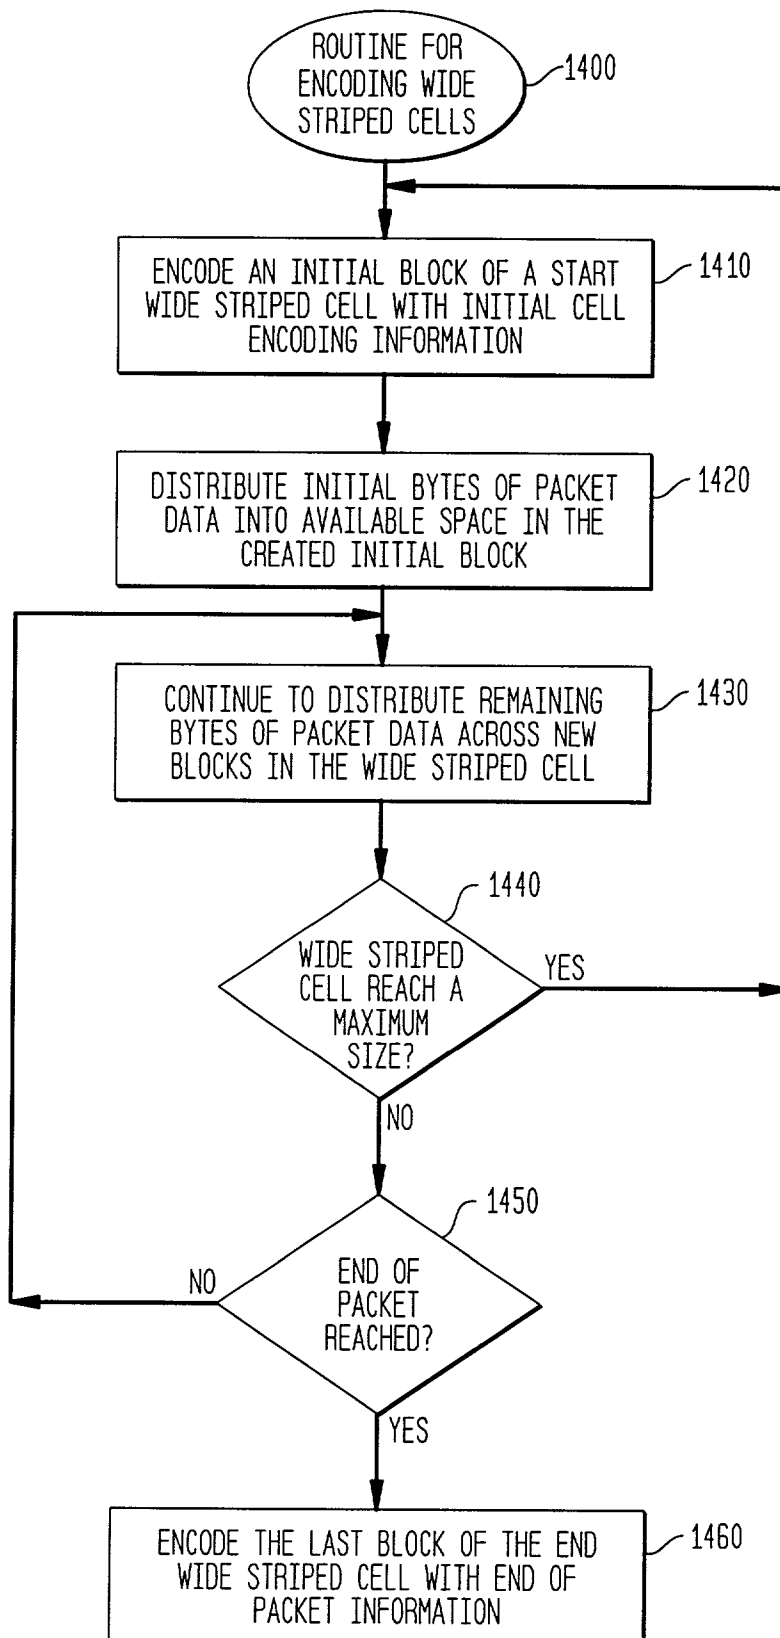 ROUTINE FOR
ENCODING WIDE
STRIPED CELLS
1400
ENCODE AN INITIAL BLOCK OF A START
WIDE STRIPED CELL WITH INITIAL CELL
ENCODING INFORMATION
1410
DISTRIBUTE INITIAL BYTES OF PACKET
DATA INTO AVAILABLE SPACE IN THE
CREATED INITIAL BLOCK
1420
CONTINUE TO DISTRIBUTE REMAINING
BYTES OF PACKET DATA ACROSS NEW
BLOCKS IN THE WIDE STRIPED CELL
1430
1440
WIDE STRIPED
CELL REACH A
MAXIMUM
SIZE?
YES
NO
1450
END OF
PACKET
REACHED?
NO
YES
ENCODE THE LAST BLOCK OF THE END
WIDE STRIPED CELL WITH END OF
PACKET INFORMATION
1460